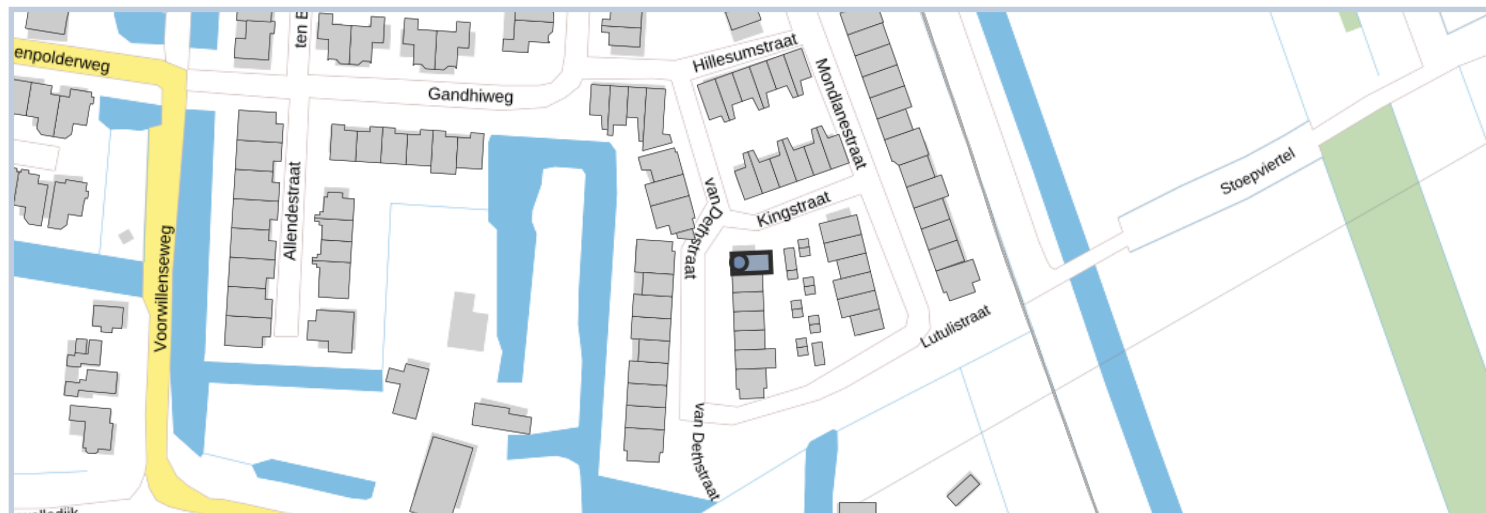 ten
Hillesumstraat
enpolderweg
Gandhiweg
Mondlanestraat
Stoepviertel
Allendestraat
van Dethstraat
Kingstraat
Voorwillenseweg
Lutulistraat
van Dethstraat